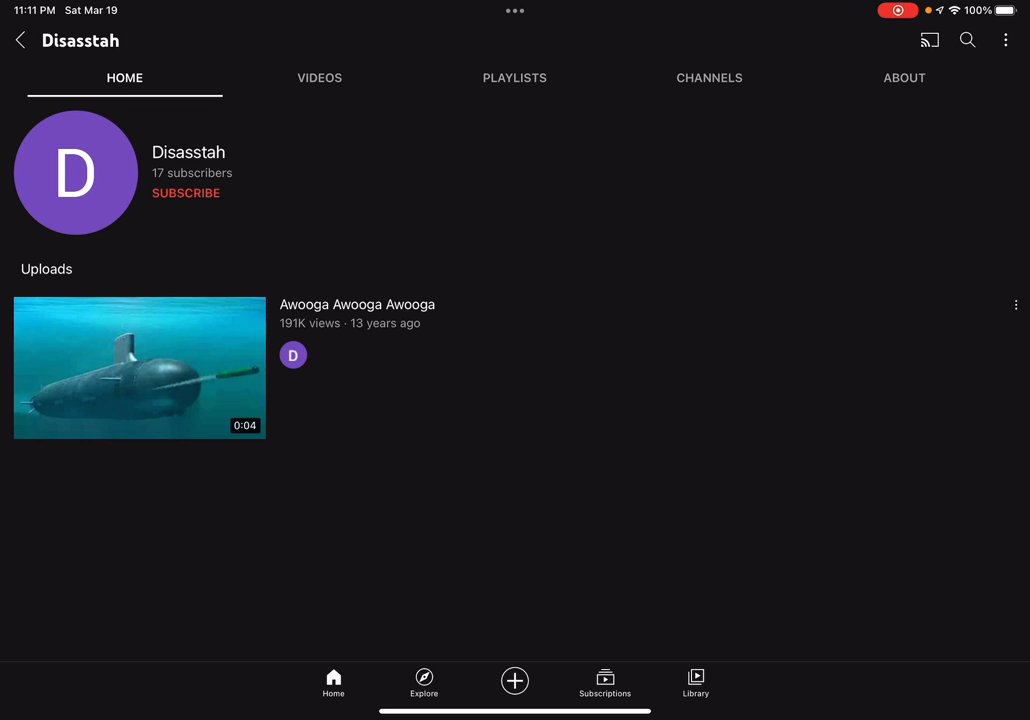 11:11 PM Sat Mar 19
100%
Disasstah
HOME VIDEOS PLAYLISTS CHANNELS ABOUT
D
Disasstah
17 subscribers
SUBSCRIBE
Uploads
Awooga Awooga Awooga
191K views · 13 years ago
D
0:04
Home Explore Subscriptions Library